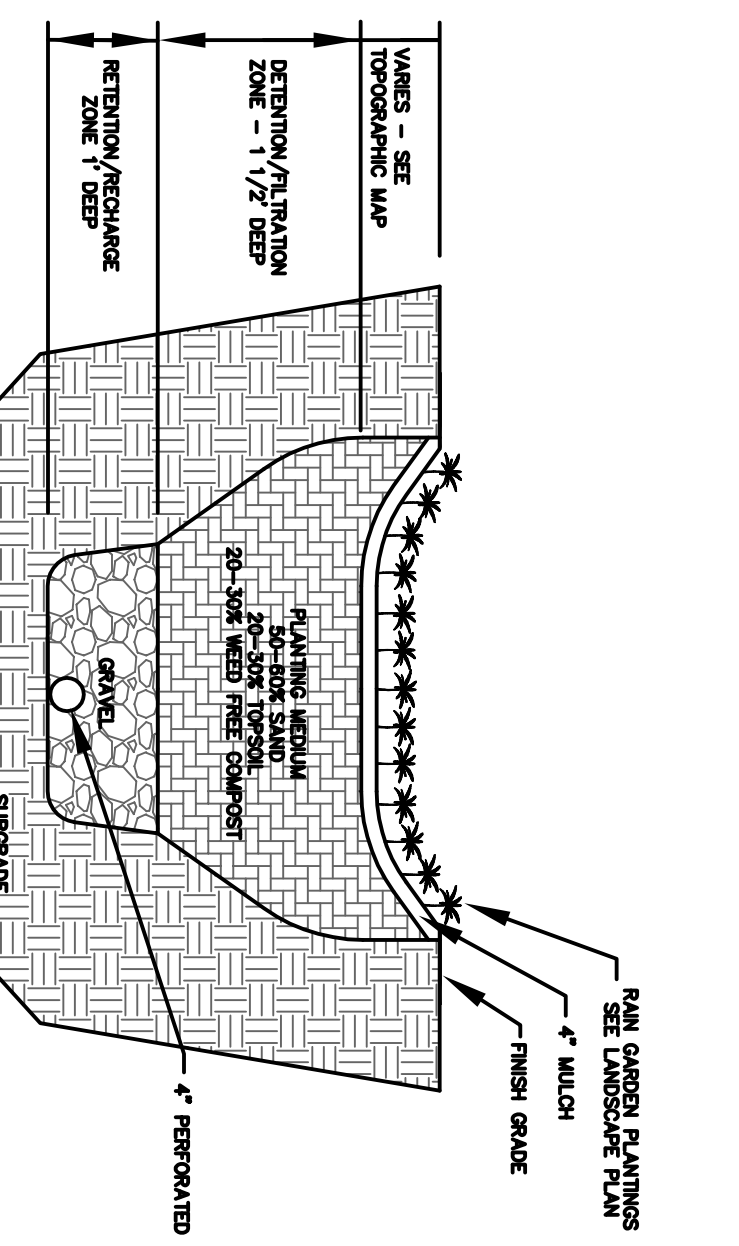 RAIN GARDEN PLANTINGS
SEE LANDSCAPE PLAN
4" MULCH
FINISH GRADE
VARIES – SEE
TOPOGRAPHIC MAP
DETENTION/FILTRATION
ZONE – 1 1/2' DEEP
RETENTION/RECHARGE
ZONE 1' DEEP
PLANTING MEDIUM
50–60% SAND
20–30% TOPSOIL
20–30% WEED FREE COMPOST
GRAVEL
4" PERFORATED
SUBGRADE